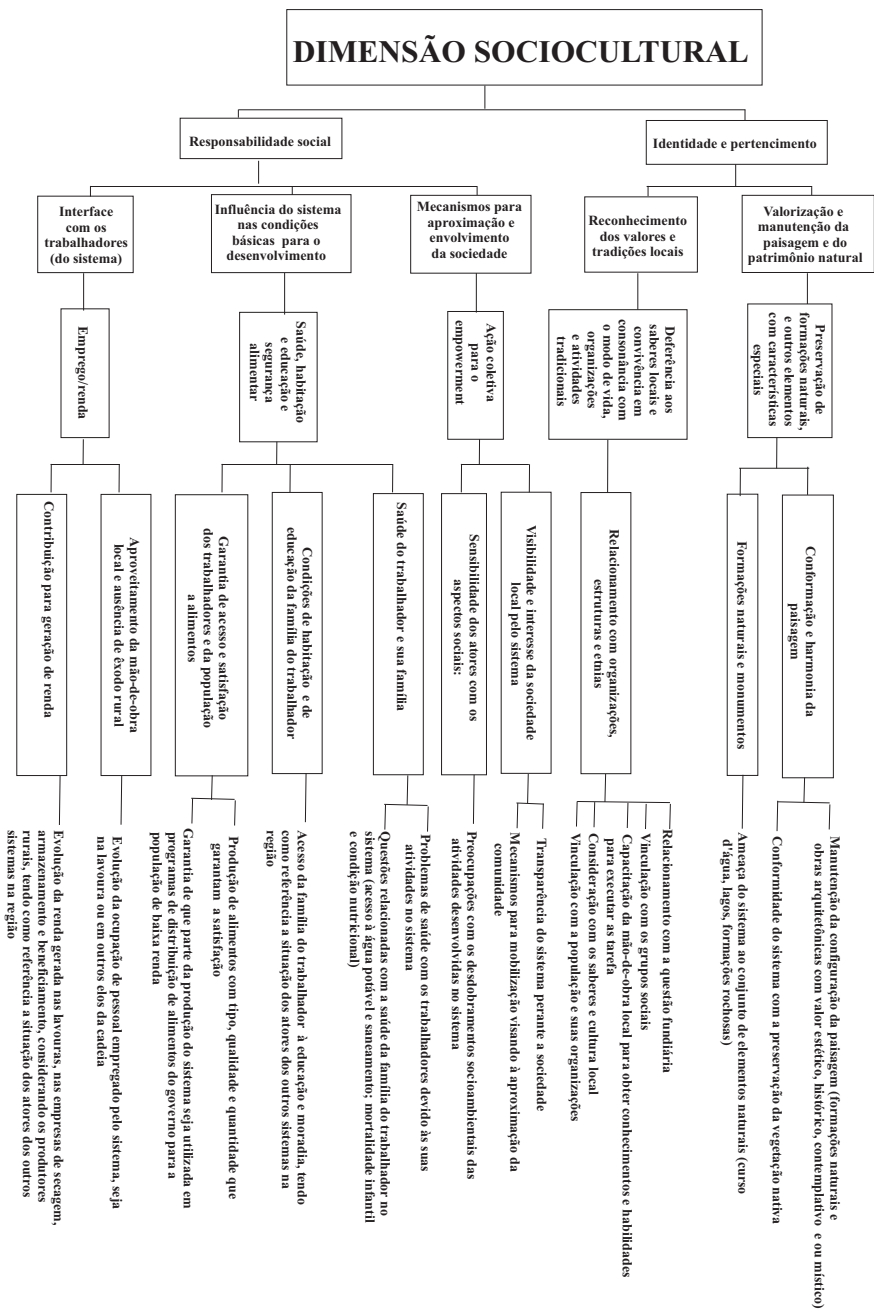 DIMENSÃO SOCIOCULTURAL
Responsabilidade social
Identidade e pertencimento
Interface
com os
trabalhadores
(do sistema)
Influência do sistema
nas condições
básicas para o
desenvolvimento
Mecanismos para
aproximação e
envolvimento
da sociedade
Reconhecimento
dos valores e
tradições locais
Valorização e
manutenção da
paisagem e do
patrimônio natural
Emprego/renda
Saúde, habitação
e educação e
segurança
alimentar
Ação coletiva
para o
empowerment
Deferência aos
saberes locais e
convivência em
consonância com
o modo de vida,
organizações
e atividades
tradicionais
Preservação de
formações naturais,
e outros elementos
com características
especiais
Contribuição para geração de renda
Aproveitamento da mão-de-obra
local e ausência de êxodo rural
Garantia de acesso e satisfação
dos trabalhadores e da população
a alimentos
Condições de habitação e de
educação da família do trabalhador
Saúde do trabalhador e sua família
Sensibilidade dos atores com os
aspectos sociais:
Visibilidade e interesse da sociedade
local pelo sistema
Relacionamento com organizações,
estruturas e etnias
Formações naturais e monumentos
Conformação e harmonia da
paisagem
Evolução da renda gerada nas lavouras, nas empresas de secagem,
armazenamento e beneficiamento, considerando os produtores
rurais, tendo como referência a situação dos atores dos outros
sistemas na região
Evolução da ocupação de pessoal empregado pelo sistema, seja
na lavoura ou em outros elos da cadeia
Garantia de que parte da produção do sistema seja utilizada em
programas de distribuição de alimentos do governo para a
população de baixa renda
Produção de alimentos com tipo, qualidade e quantidade que
garantam a satisfação
Acesso da família do trabalhador à educação e moradia, tendo
como referência a situação dos atores dos outros sistemas na
região
Questões relacionadas com a saúde da família do trabalhador no
sistema (acesso à água potável e saneamento; mortalidade infantil
e condição nutricional)
Problemas de saúde com os trabalhadores devido às suas
atividades no sistema
Preocupações com os desdobramentos socioambientais das
atividades desenvolvidas no sistema
Mecanismos para mobilização visando à aproximação da
comunidade
Transparência do sistema perante a sociedade
Vinculação com a população e suas organizações
Consideração com os saberes e cultura local
Capacitação da mão-de-obra local para obter conhecimentos e habilidades
para executar as tarefa
Vinculação com os grupos sociais
Relacionamento com a questão fundiária
Ameaça do sistema ao conjunto de elementos naturais (curso
d'água, lagos, formações rochosas)
Conformidade do sistema com a preservação da vegetação nativa
Manutenção da configuração da paisagem (formações naturais e
obras arquitetônicas com valor estético, histórico, contemplativo e ou místico)